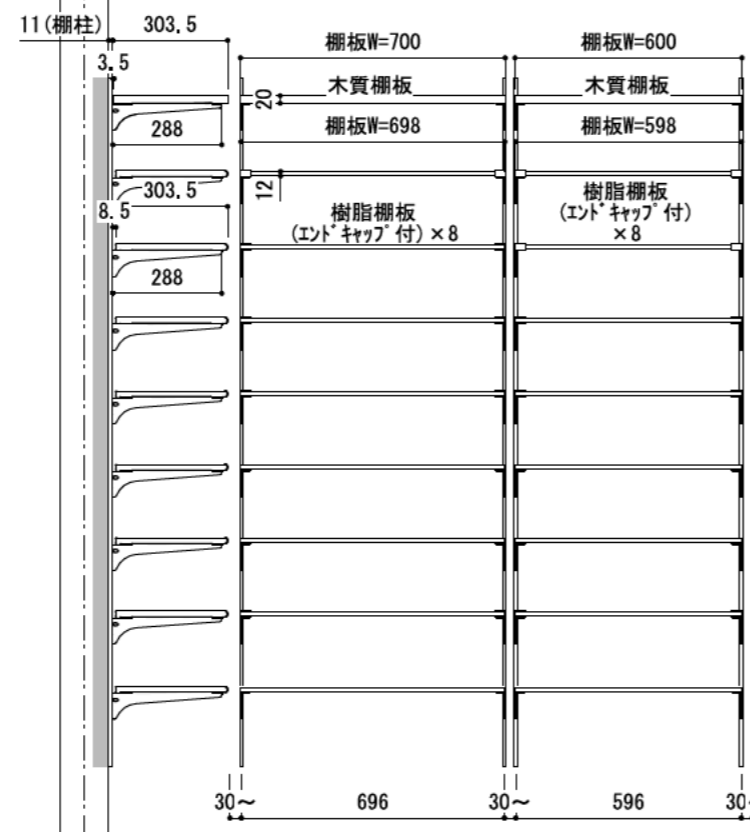 11(棚柱)
303.5
棚板W=700
棚板W=600
3.5
木質棚板
木質棚板
20
288
棚板W=698
棚板W=598
303.5
12
8.5
樹脂棚板
(ｴﾝﾄﾞｷｬｯﾌﾟ付)×8
樹脂棚板
(ｴﾝﾄﾞｷｬｯﾌﾟ付)
×8
288
30～
696
30～
596
30～